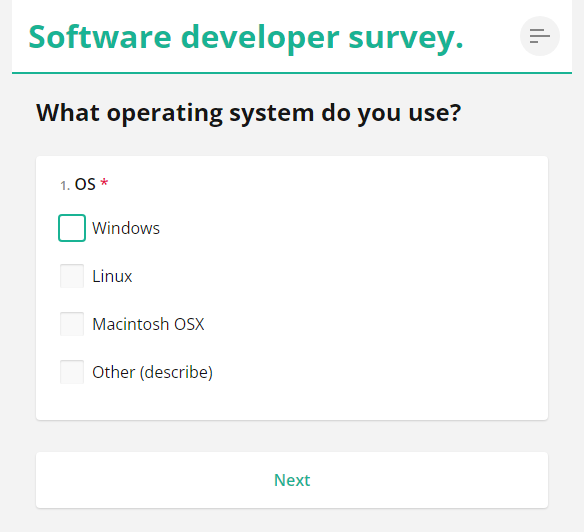 Software developer survey.
What operating system do you use?
1. OS *
Windows
Linux
Macintosh OSX
Other (describe)
Next